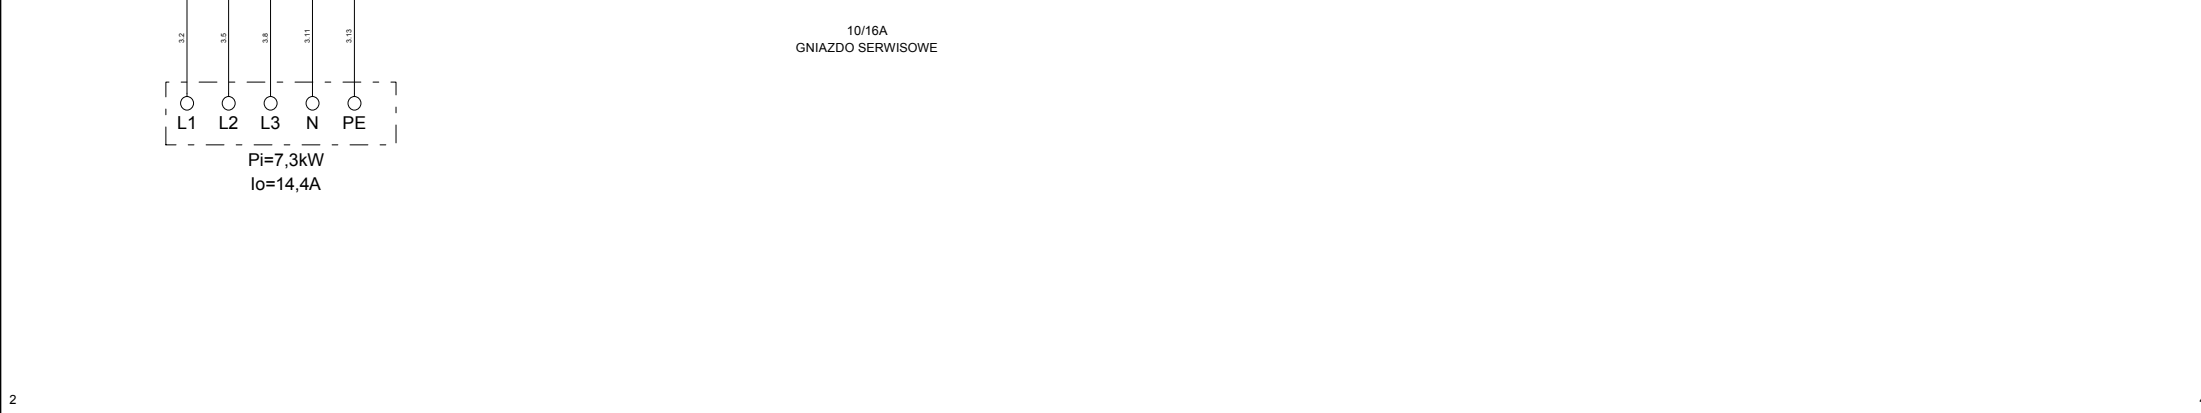 3.2 3.5 3.8 3.11 3.13
10/16A
GNIAZDO SERWISOWE
L1 L2 L3 N PE
Pi=7,3kW
Io=14,4A
2